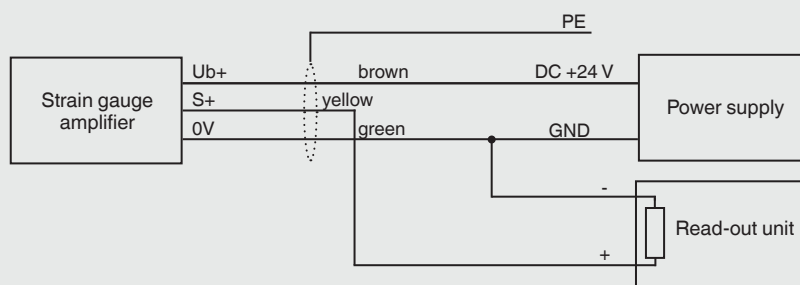 PE
Ub+ brown DC +24 V
Strain gauge
amplifier
S+ yellow
Power supply
0V green GND
-
Read-out unit
+